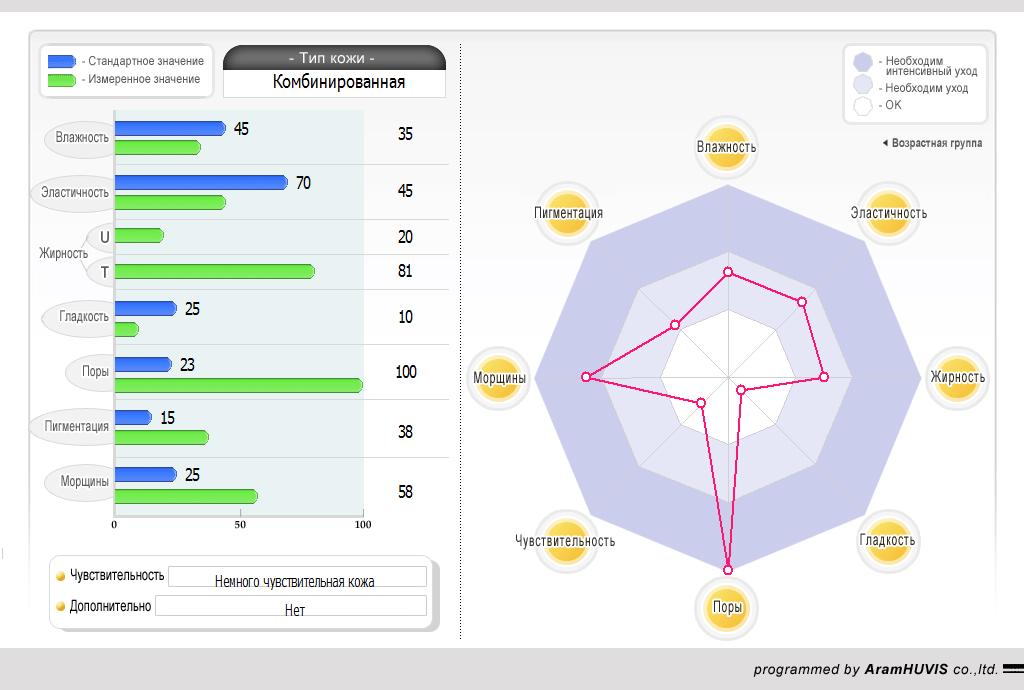 - Стандартное значение
- Измеренное значение
- Тип кожи -
Комбинированная
Влажность 45 35
Эластичность 70 45
Жирность
U 20
T 81
Гладкость 25 10
Поры 23 100
Пигментация 15 38
Морщины 25 58
0 50 100
Чувствительность Немного чувствительная кожа
Дополнительно Нет
- Необходим
интенсивный уход
- Необходим уход
- OK
Возрастная группа
Влажность
Пигментация
Эластичность
Морщины
Жирность
Чувствительность
Гладкость
Поры
programmed by AramHUVIS co.,ltd.